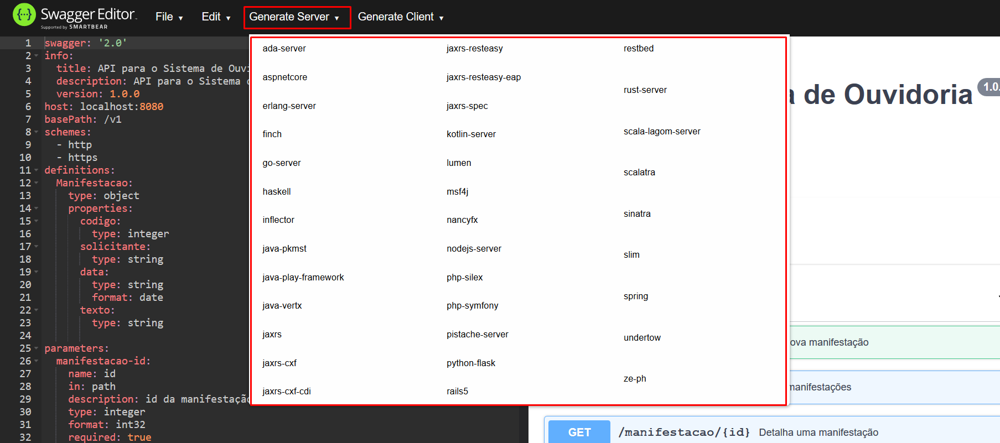 Swagger Editor
Supported by SMARTBEAR
File ▼
Edit ▼
Generate Server ▼
Generate Client ▼
1 swagger: '2.0'
2 info:
3 title: API para o Sistema de Ouvi
4 description: API para o Sistema
5 version: 1.0.0
6 host: localhost:8080
7 basePath: /v1
8 schemes:
9 - http
10 - https
11 definitions:
12 Manifestacao:
13 type: object
14 properties:
15 codigo:
16 type: integer
17 solicitante:
18 type: string
19 data:
20 type: string
21 format: date
22 texto:
23 type: string
24
25 parameters:
26 manifestacao-id:
27 name: id
28 in: path
29 description: id da manifestação
30 type: integer
31 format: int32
32 required: true
ada-server
aspnetcore
erlang-server
finch
go-server
haskell
inflector
java-pkmst
java-play-framework
java-vertx
jaxrs
jaxrs-cxf
jaxrs-cxf-cdi
jaxrs-resteasy
jaxrs-resteasy-eap
jaxrs-spec
kotlin-server
lumen
msf4j
nancyfx
nodejs-server
php-silex
php-symfony
pistache-server
python-flask
rails5
restbed
rust-server
scala-lagom-server
scalatra
sinatra
slim
spring
undertow
ze-ph
a de Ouvidoria 1.0.
ova manifestação
manifestações
GET /manifestacao/{id} Detalha uma manifestação